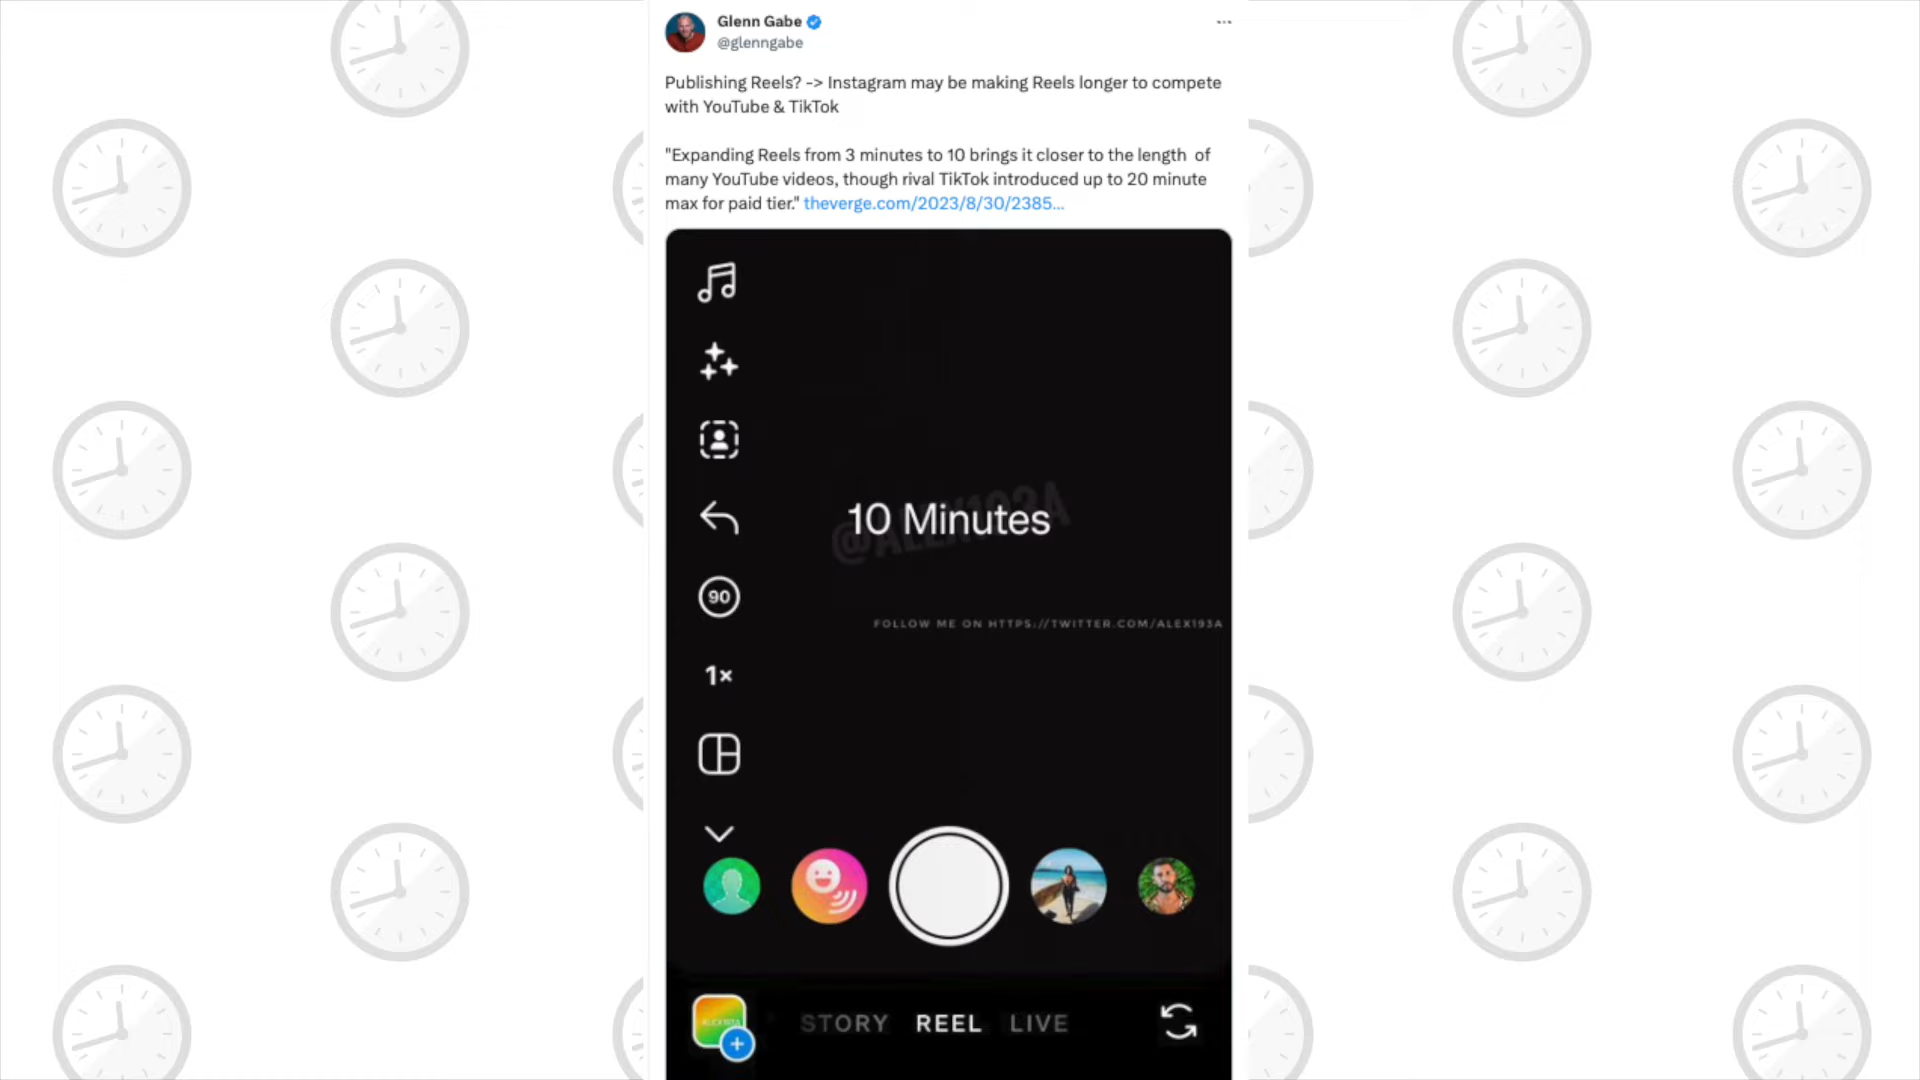 Glenn Gabe
@glenngabe
Publishing Reels? -> Instagram may be making Reels longer to compete
with YouTube & TikTok
"Expanding Reels from 3 minutes to 10 brings it closer to the length of
many YouTube videos, though rival TikTok introduced up to 20 minute
max for paid tier." theverge.com/2023/8/30/2385...
@ALEX193A
10 Minutes
90
FOLLOW ME ON HTTPS://TWITTER.COM/ALEX193A
1×
ALEX193A
STORY REEL LIVE